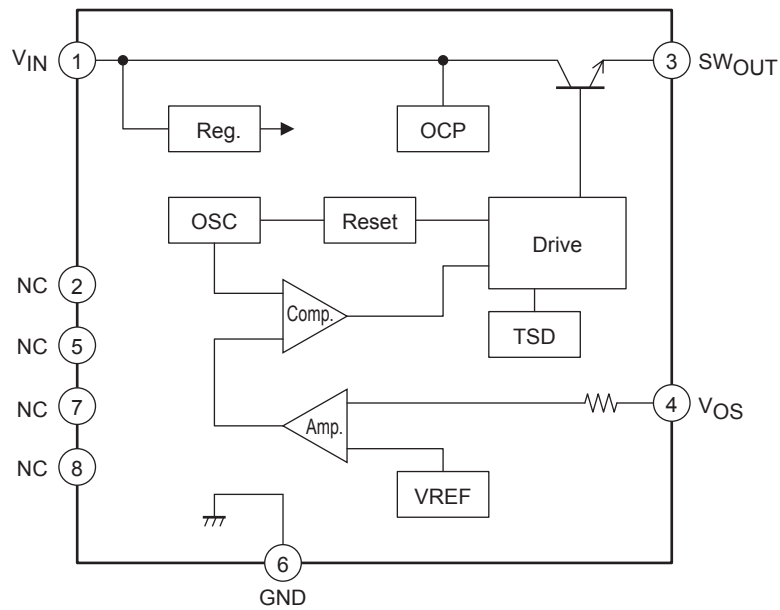 VIN 1 3 SWOUT
Reg. OCP
OSC Reset Drive
NC 2
Comp.
TSD
NC 5
NC 7
4 VOS
Amp.
NC 8
VREF
6
GND